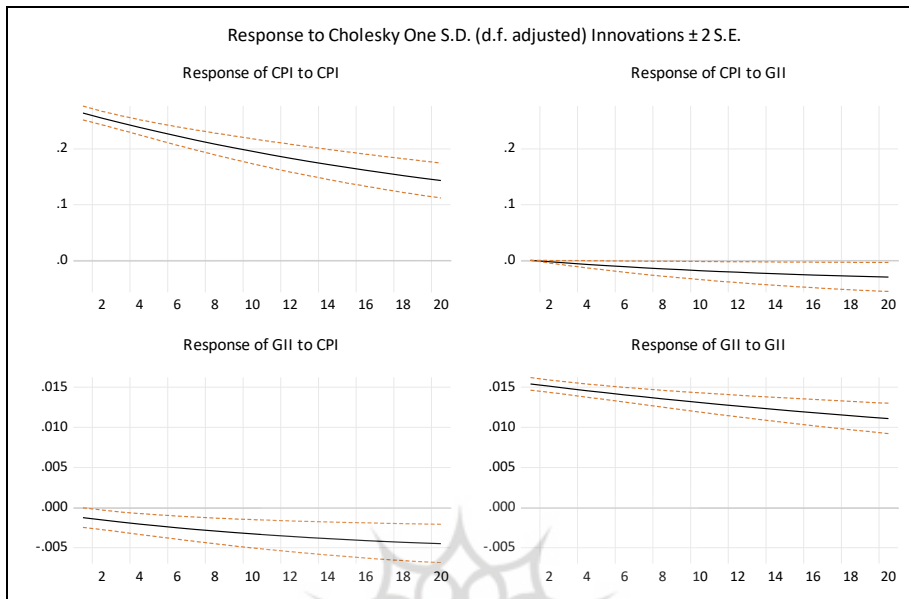 Response to Cholesky One S.D. (d.f. adjusted) Innovations ± 2 S.E.
Response of CPI to CPI
.2
.1
.0
2 4 6 8 10 12 14 16 18 20
Response of CPI to GII
.2
.1
.0
2 4 6 8 10 12 14 16 18 20
Response of GII to CPI
.015
.010
.005
.000
-.005
2 4 6 8 10 12 14 16 18 20
Response of GII to GII
.015
.010
.005
.000
-.005
2 4 6 8 10 12 14 16 18 20